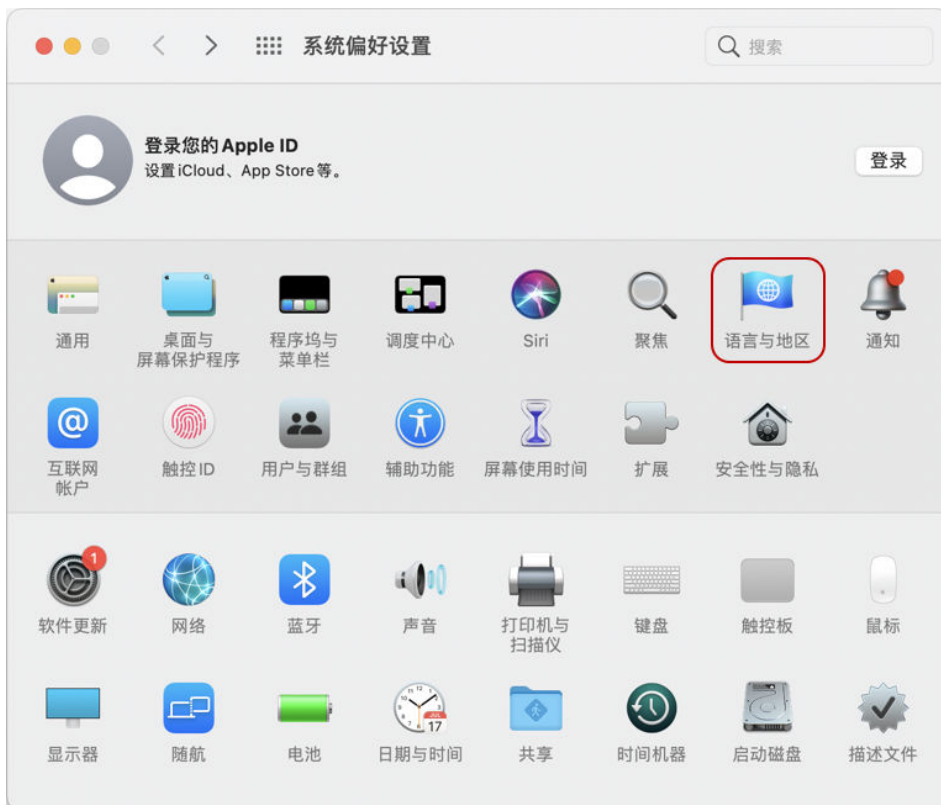 系统偏好设置
搜索
登录您的 Apple ID
设置 iCloud、App Store 等。
登录
通用
桌面与
屏幕保护程序
程序坞与
菜单栏
调度中心
Siri
聚焦
语言与地区
通知
@
互联网
帐户
触控 ID
用户与群组
辅助功能
屏幕使用时间
扩展
安全性与隐私
1
软件更新
网络
蓝牙
声音
打印机与
扫描仪
键盘
触控板
鼠标
显示器
随航
电池
JUL
17
日期与时间
共享
时间机器
启动磁盘
描述文件